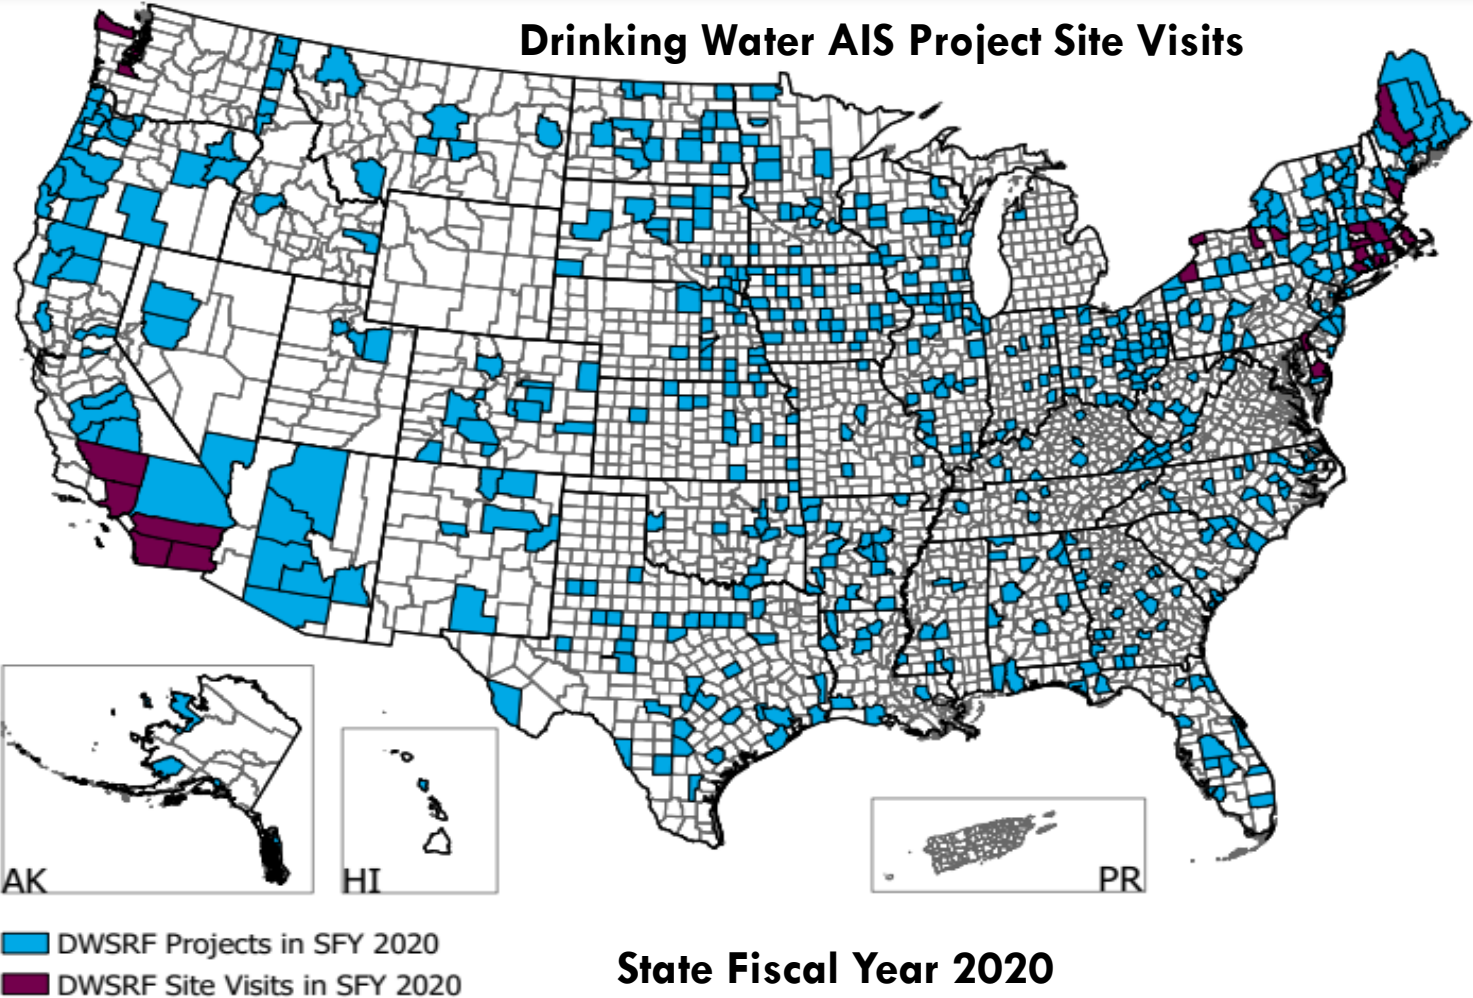 Drinking Water AIS Project Site Visits
AK
HI
PR
DWSRF Projects in SFY 2020
DWSRF Site Visits in SFY 2020
State Fiscal Year 2020